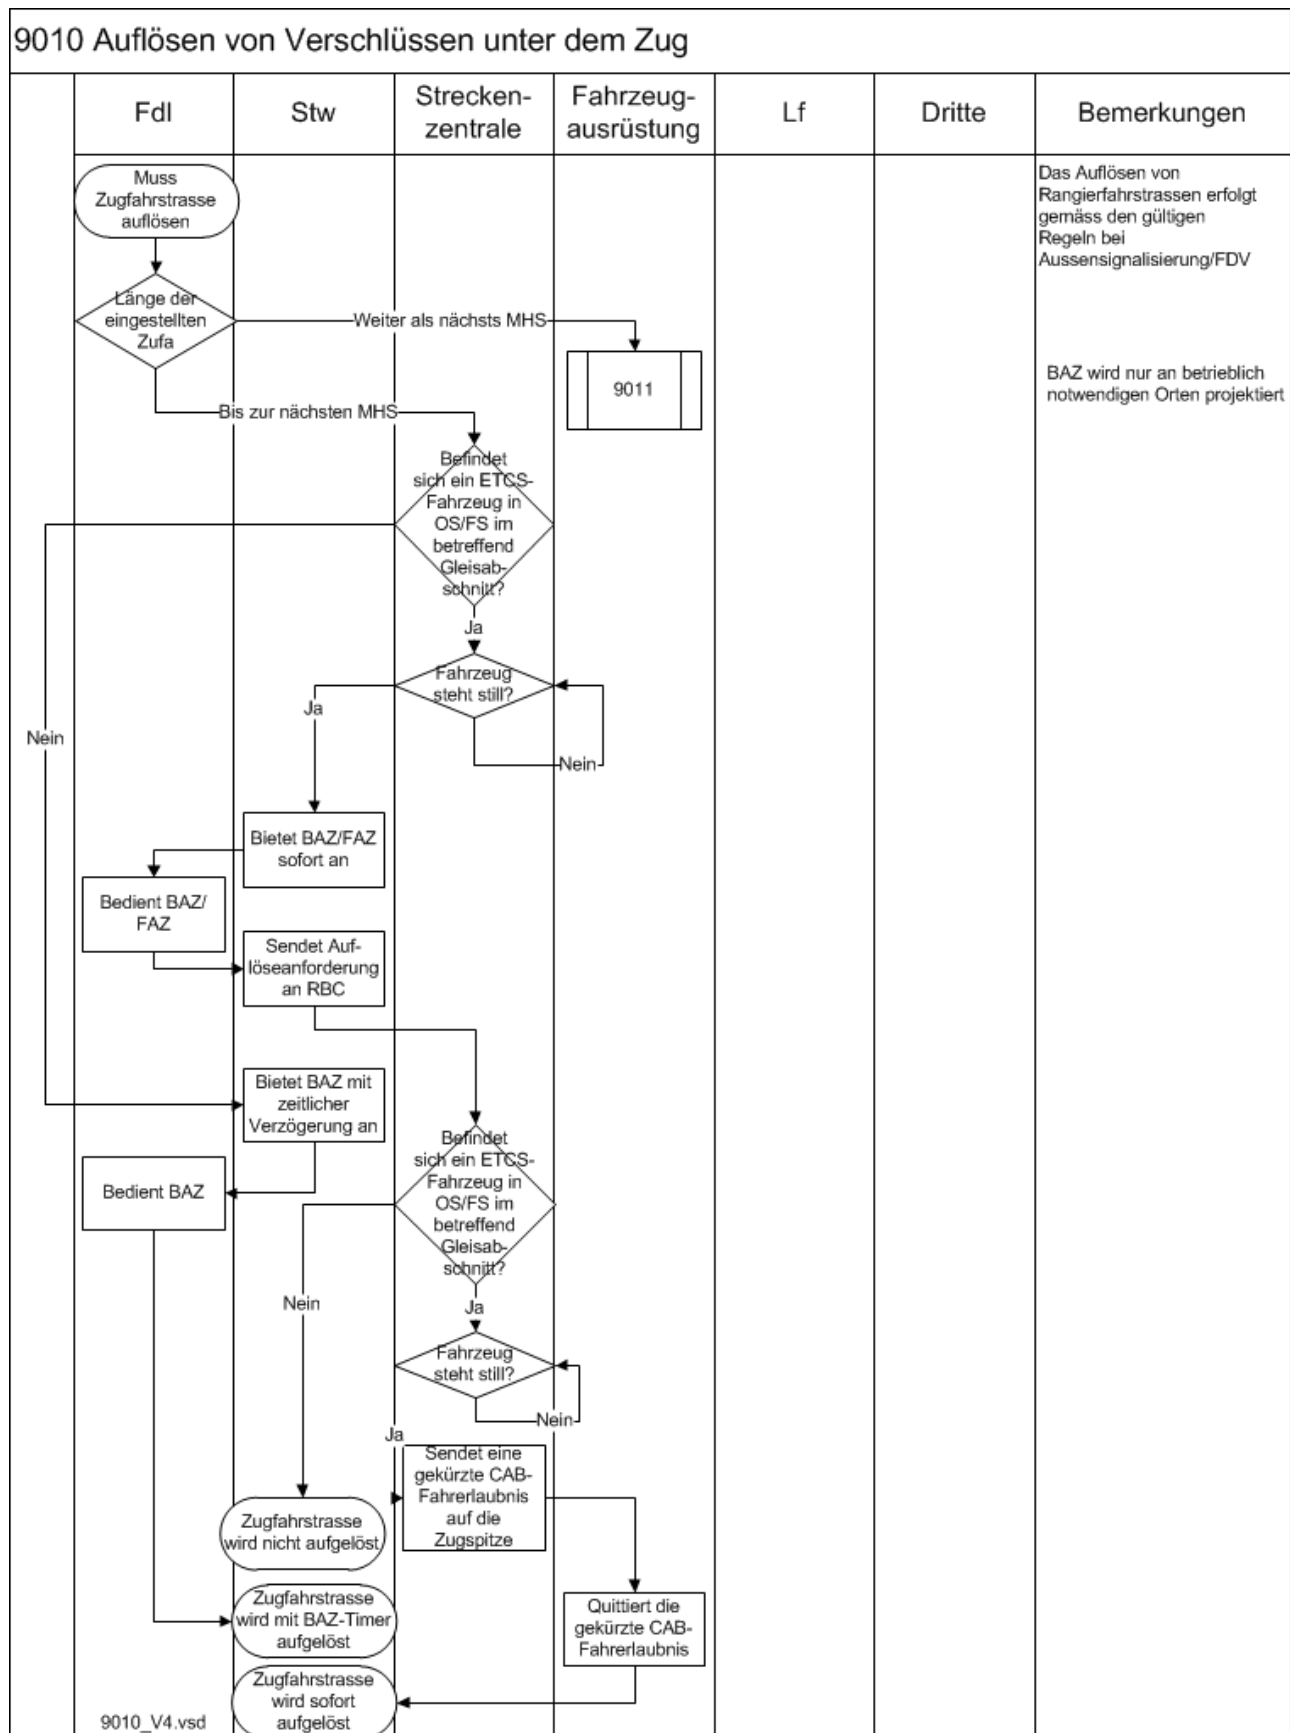 9010 Auflösen von Verschlüssen unter dem Zug
Fdl
Stw
Strecken-
zentrale
Fahrzeug-
ausrüstung
Lf
Dritte
Bemerkungen
Muss
Zugfahrstrasse
auflösen
Das Auflösen von
Rangierfahrstrassen erfolgt
gemäss den gültigen
Regeln bei
Aussensignalisierung/FDV
Länge der
eingestellten
Zufa
Weiter als nächsts MHS
9011
BAZ wird nur an betrieblich
notwendigen Orten projektiert
Bis zur nächsten MHS
Befindet
sich ein ETCS-
Fahrzeug in
OS/FS im
betreffend
Gleisab-
schnitt?
Ja
Fahrzeug
steht still?
Ja
Nein
Nein
Bietet BAZ/FAZ
sofort an
Bedient BAZ/
FAZ
Sendet Auf-
löseanforderung
an RBC
Bietet BAZ mit
zeitlicher
Verzögerung an
Bedient BAZ
Befindet
sich ein ETCS-
Fahrzeug in
OS/FS im
betreffend
Gleisab-
schnitt?
Nein
Ja
Fahrzeug
steht still?
Nein
Ja
Sendet eine
gekürzte CAB-
Fahrerlaubnis
auf die
Zugspitze
Zugfahrstrasse
wird nicht aufgelöst
Zugfahrstrasse
wird mit BAZ-Timer
aufgelöst
Quittiert die
gekürzte CAB-
Fahrerlaubnis
Zugfahrstrasse
wird sofort
aufgelöst
9010_V4.vsd